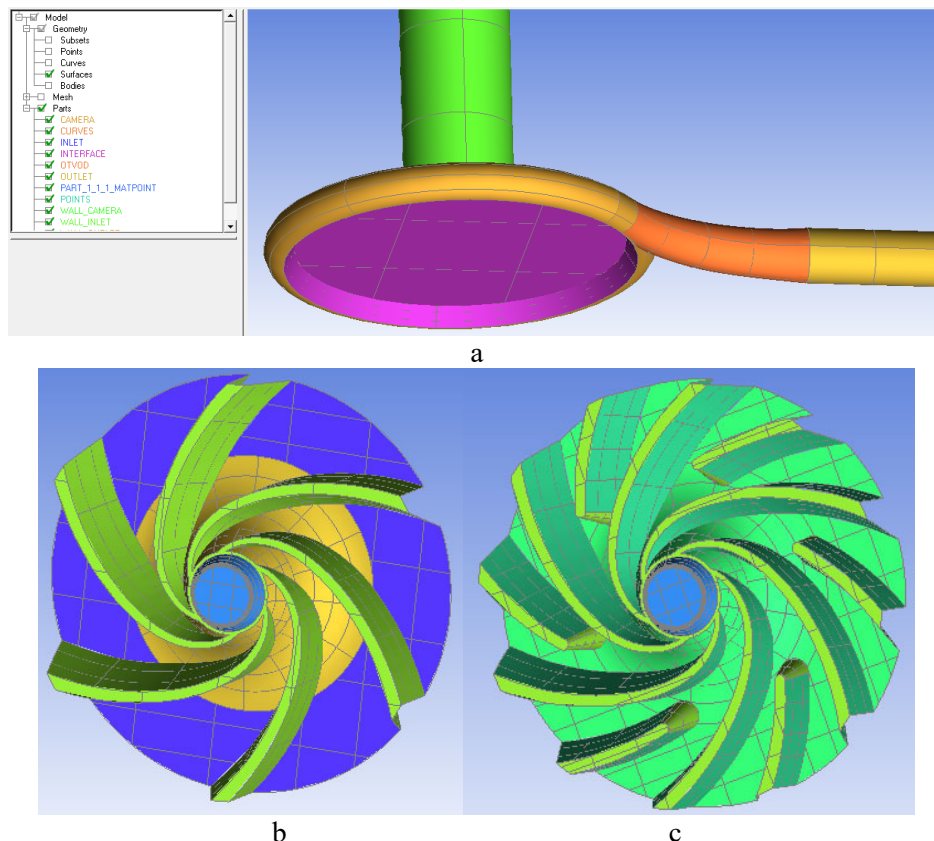 Model
Geometry
Subsets
Points
Curves
Surfaces
Bodies
Mesh
Parts
CAMERA
CURVES
INLET
INTERFACE
OTVOD
OUTLET
PART_1_1_1_MATPOINT
POINTS
WALL_CAMERA
WALL_INLET
a
b
c